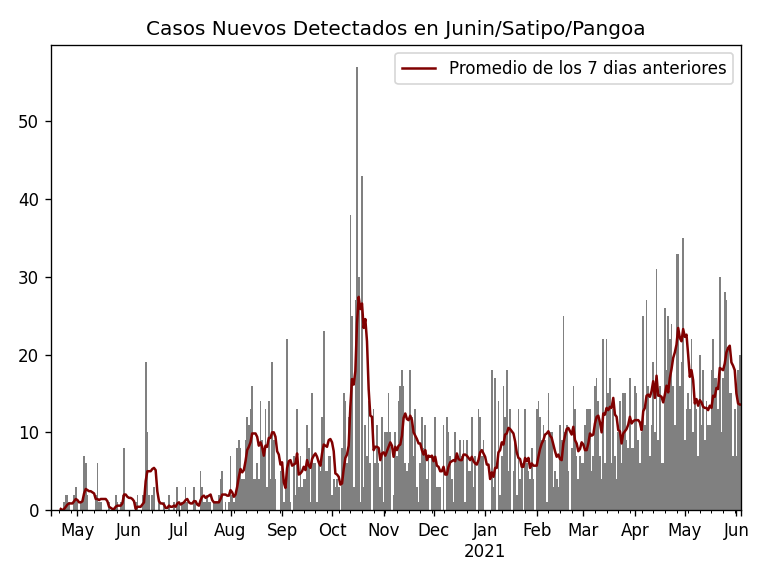 Casos Nuevos Detectados en Junin/Satipo/Pangoa
Promedio de los 7 dias anteriores
50
40
30
20
10
0
May Jun Jul Aug Sep Oct Nov Dec Jan Feb Mar Apr May Jun
2021